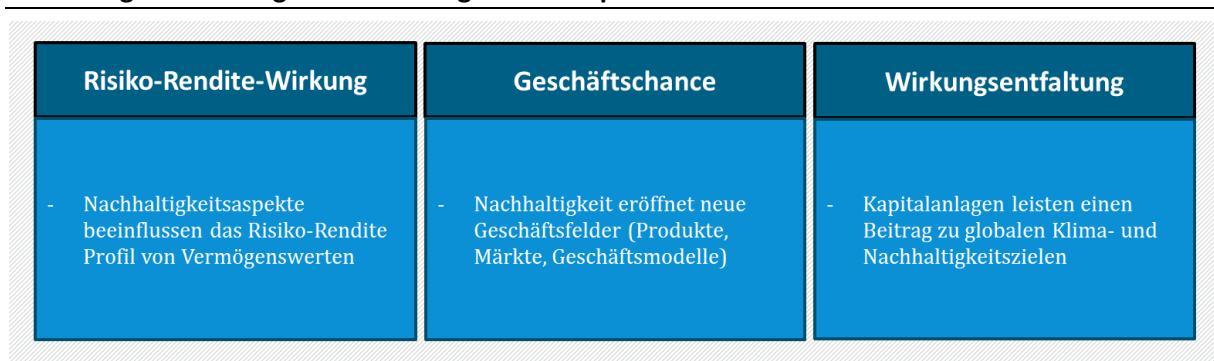 Risiko-Rendite-Wirkung
- Nachhaltigkeitsaspekte
beeinflussen das Risiko-Rendite
Profil von Vermögenswerten
Geschäftschance
- Nachhaltigkeit eröffnet neue
Geschäftsfelder (Produkte,
Märkte, Geschäftsmodelle)
Wirkungsentfaltung
- Kapitalanlagen leisten einen
Beitrag zu globalen Klima- und
Nachhaltigkeitszielen